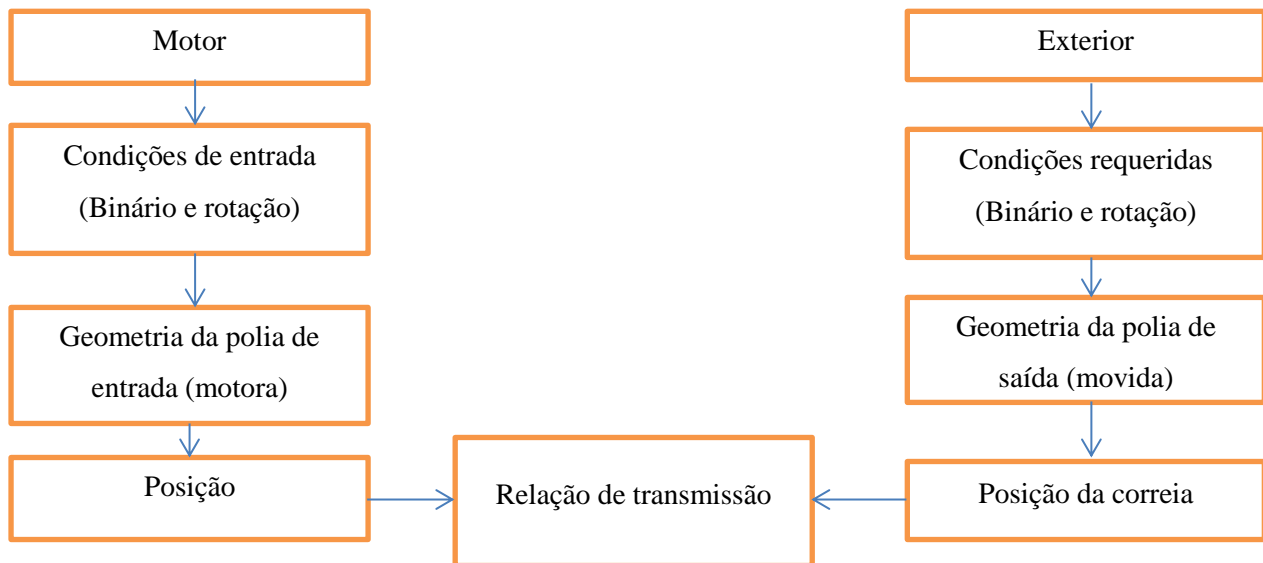 Motor
Condições de entrada
(Binário e rotação)
Geometria da polia de
entrada (motora)
Posição
Relação de transmissão
Exterior
Condições requeridas
(Binário e rotação)
Geometria da polia de
saída (movida)
Posição da correia